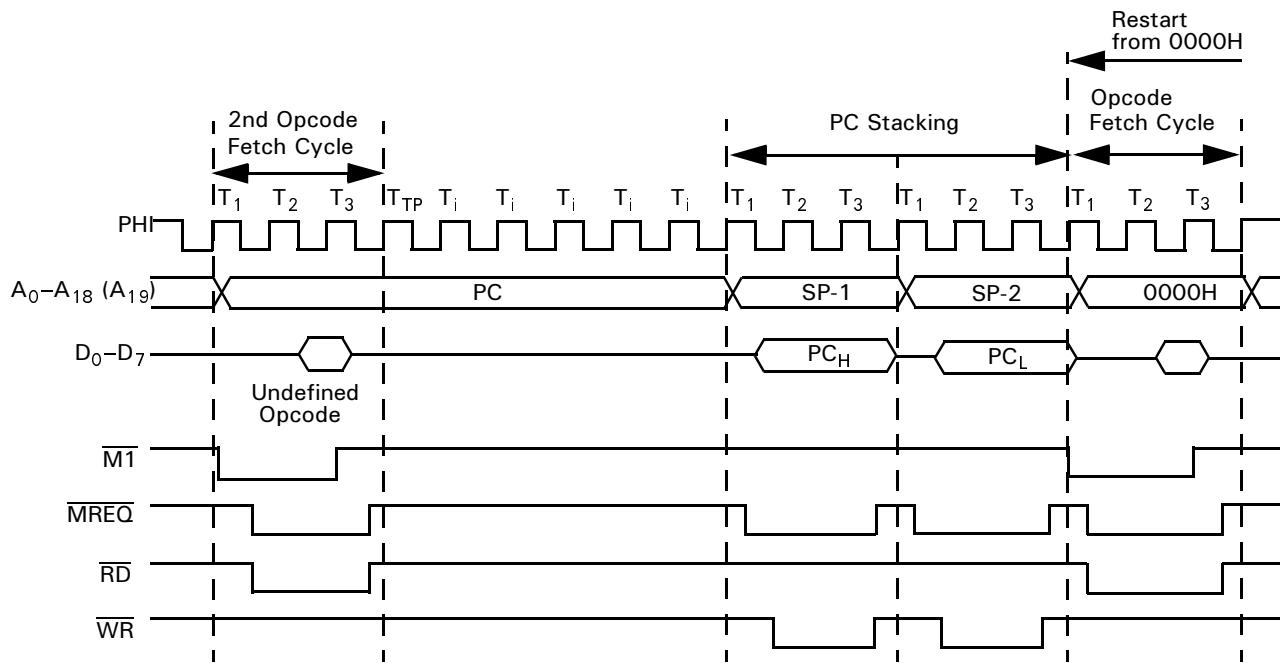 Restart
from 0000H
2nd Opcode
Fetch Cycle
PC Stacking
Opcode
Fetch Cycle
T1 T2 T3 TTP Ti Ti Ti Ti Ti T1 T2 T3 T1 T2 T3 T1 T2 T3
PHI
A0–A18 (A19) PC SP-1 SP-2 0000H
D0–D7 PCH PCL
Undefined
Opcode
M1
MREQ
RD
WR